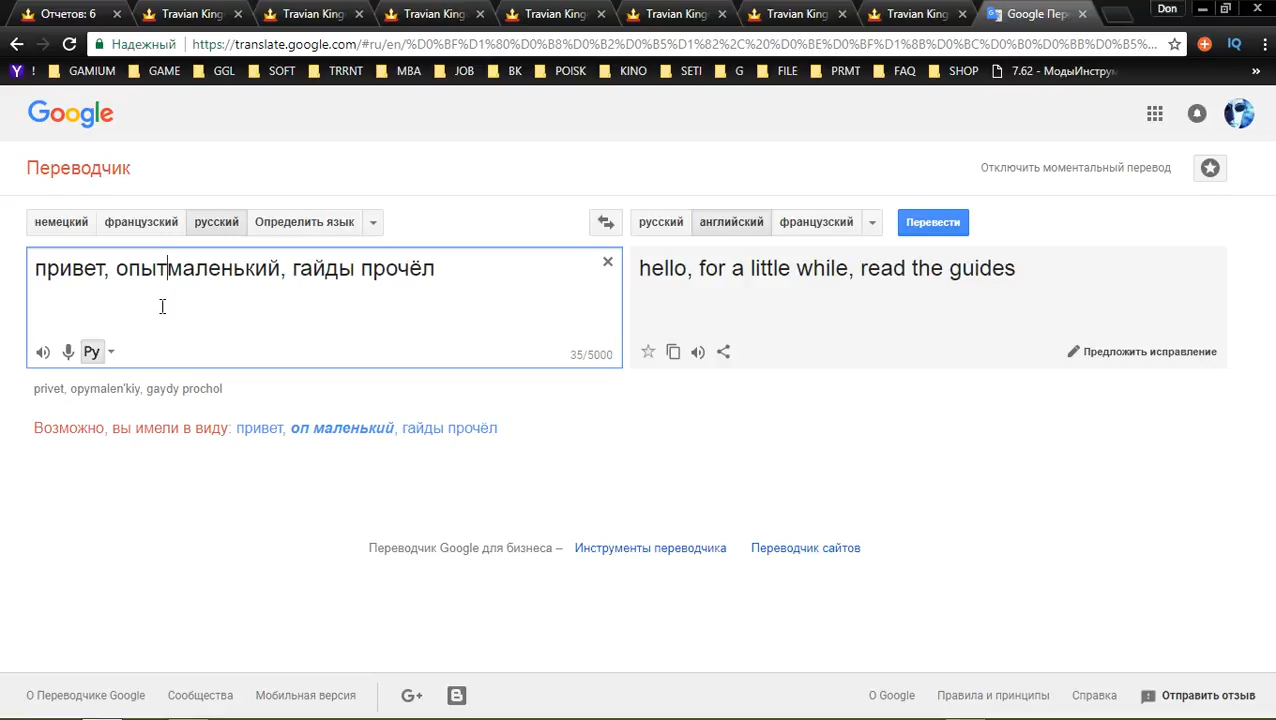 Отчетов: 6 Travian King Travian King Travian King Travian King Travian King Travian King Travian King Google Пер Don
Надежный https://translate.google.com/#ru/en/%D0%BF%D1%80%D0%B8%D0%B2%D0%B5%D1%82%2C%20%D0%BE%D0%BF%D1%8B%D0%BC%D0%B0%D0%BB%D0%B5%...
! GAMIUM GAME GGL SOFT TRRNT MBA JOB BK POISK KINO SETI G FILE PRMT FAQ SHOP 7.62 - МодыИнструм »
Google
Переводчик Отключить моментальный перевод
немецкий французский русский Определить язык русский английский французский Перевести
привет, опытмаленький, гайды прочёл hello, for a little while, read the guides
Ру 35/5000 Предложить исправление
privet, opymalen'kiy, gaydy prochol
Возможно, вы имели в виду: привет, оп маленький, гайды прочёл
Переводчик Google для бизнеса – Инструменты переводчика Переводчик сайтов
О Переводчике Google Сообщества Мобильная версия G+ О Google Правила и принципы Справка Отправить отзыв